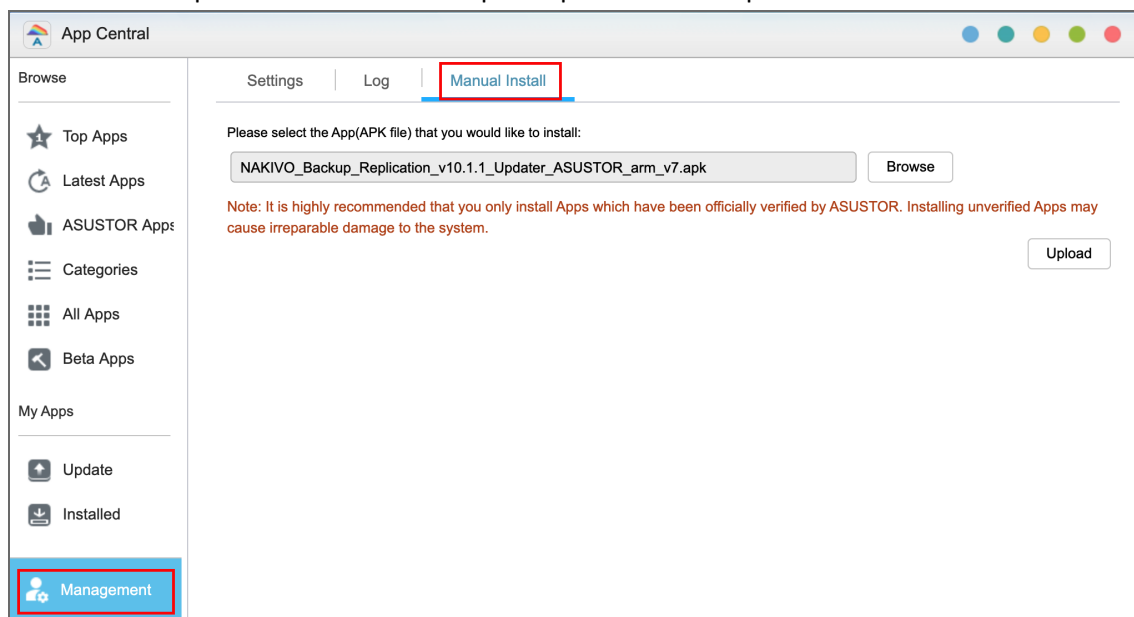 App Central
Browse
Top Apps
Latest Apps
ASUSTOR Apps
Categories
All Apps
Beta Apps
My Apps
Update
Installed
Management
Settings
Log
Manual Install
Please select the App(APK file) that you would like to install:
NAKIVO_Backup_Replication_v10.1.1_Updater_ASUSTOR_arm_v7.apk
Browse
Note: It is highly recommended that you only install Apps which have been officially verified by ASUSTOR. Installing unverified Apps may
cause irreparable damage to the system.
Upload